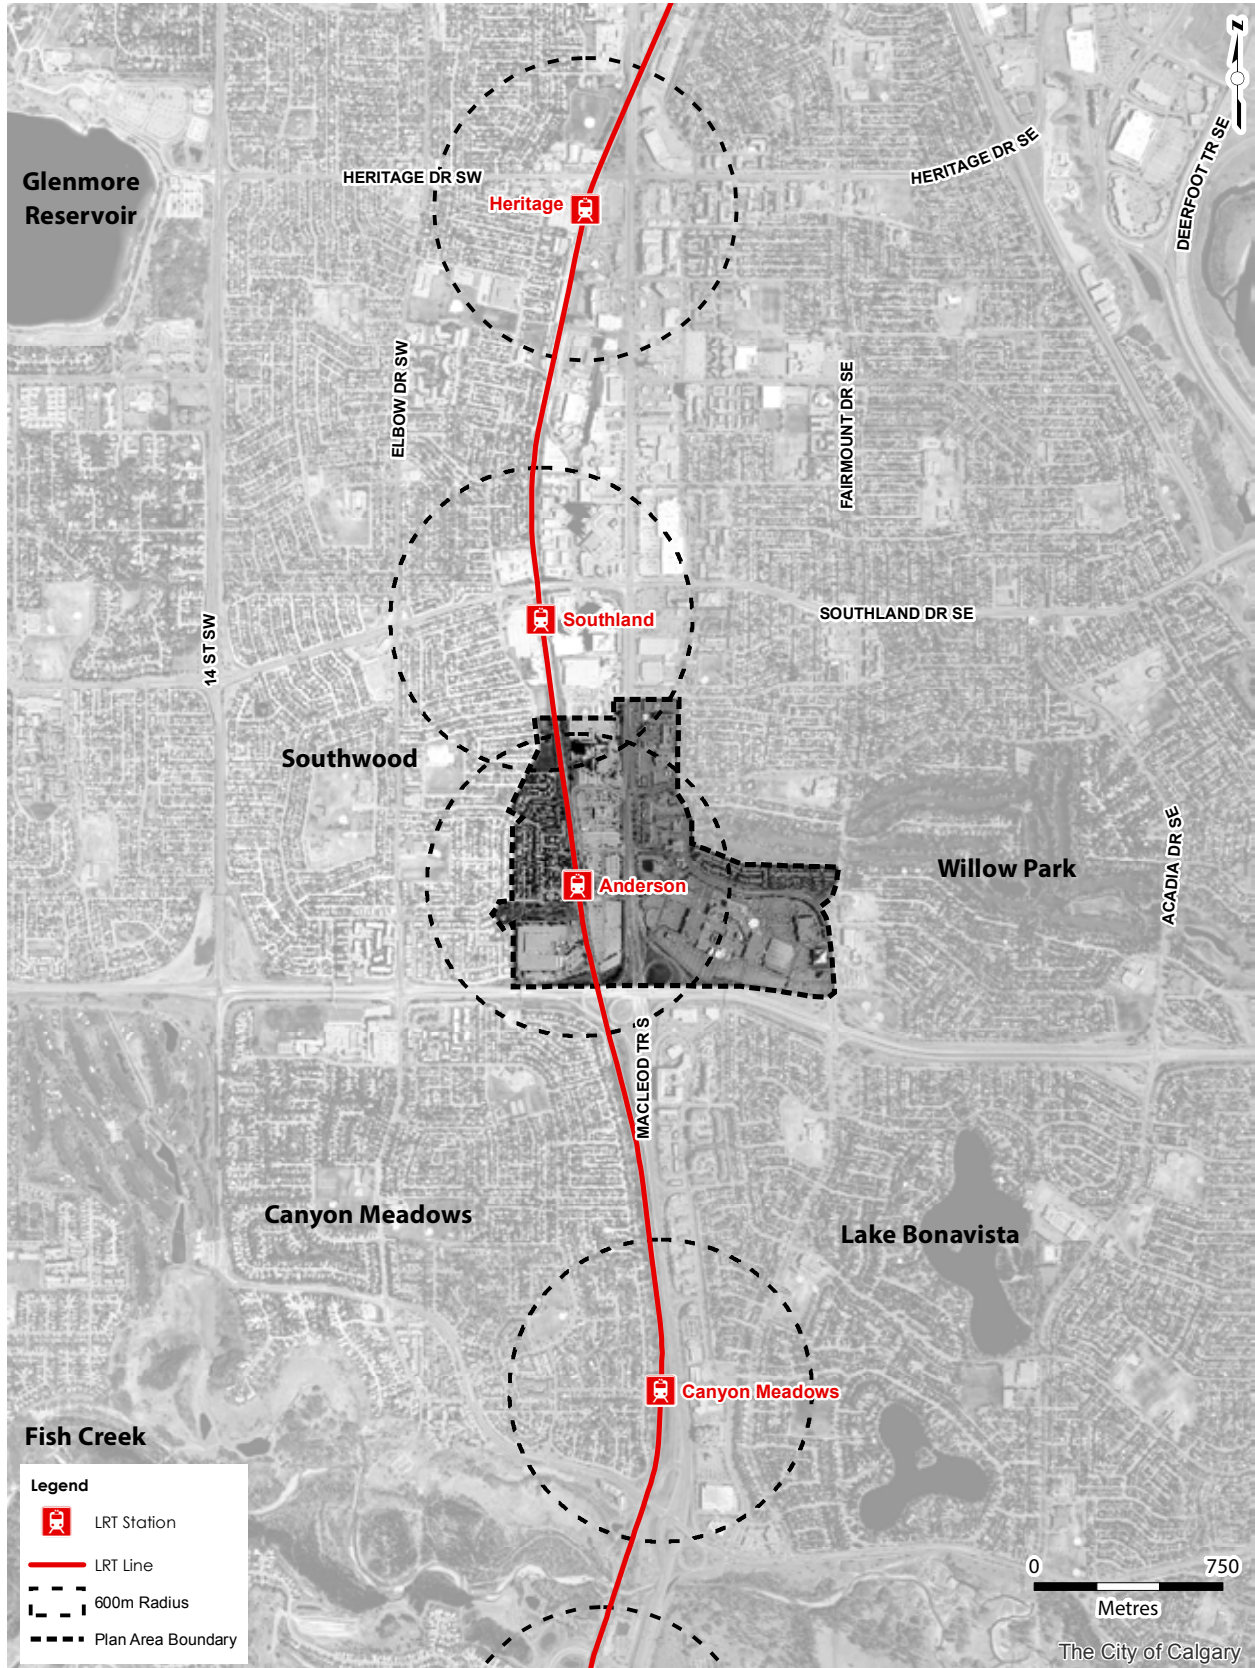 N
DEERFOOT TR SE
HERITAGE DR SE
HERITAGE DR SW
Glenmore
Reservoir
Heritage
ELBOW DR SW
FAIRMOUNT DR SE
Southland
SOUTHLAND DR SE
14 ST SW
Southwood
Willow Park
ACADIA DR SE
Anderson
MACLEOD TR S
Canyon Meadows
Lake Bonavista
Canyon Meadows
Fish Creek
Legend
LRT Station
LRT Line
600m Radius
Plan Area Boundary
0 750
Metres
The City of Calgary